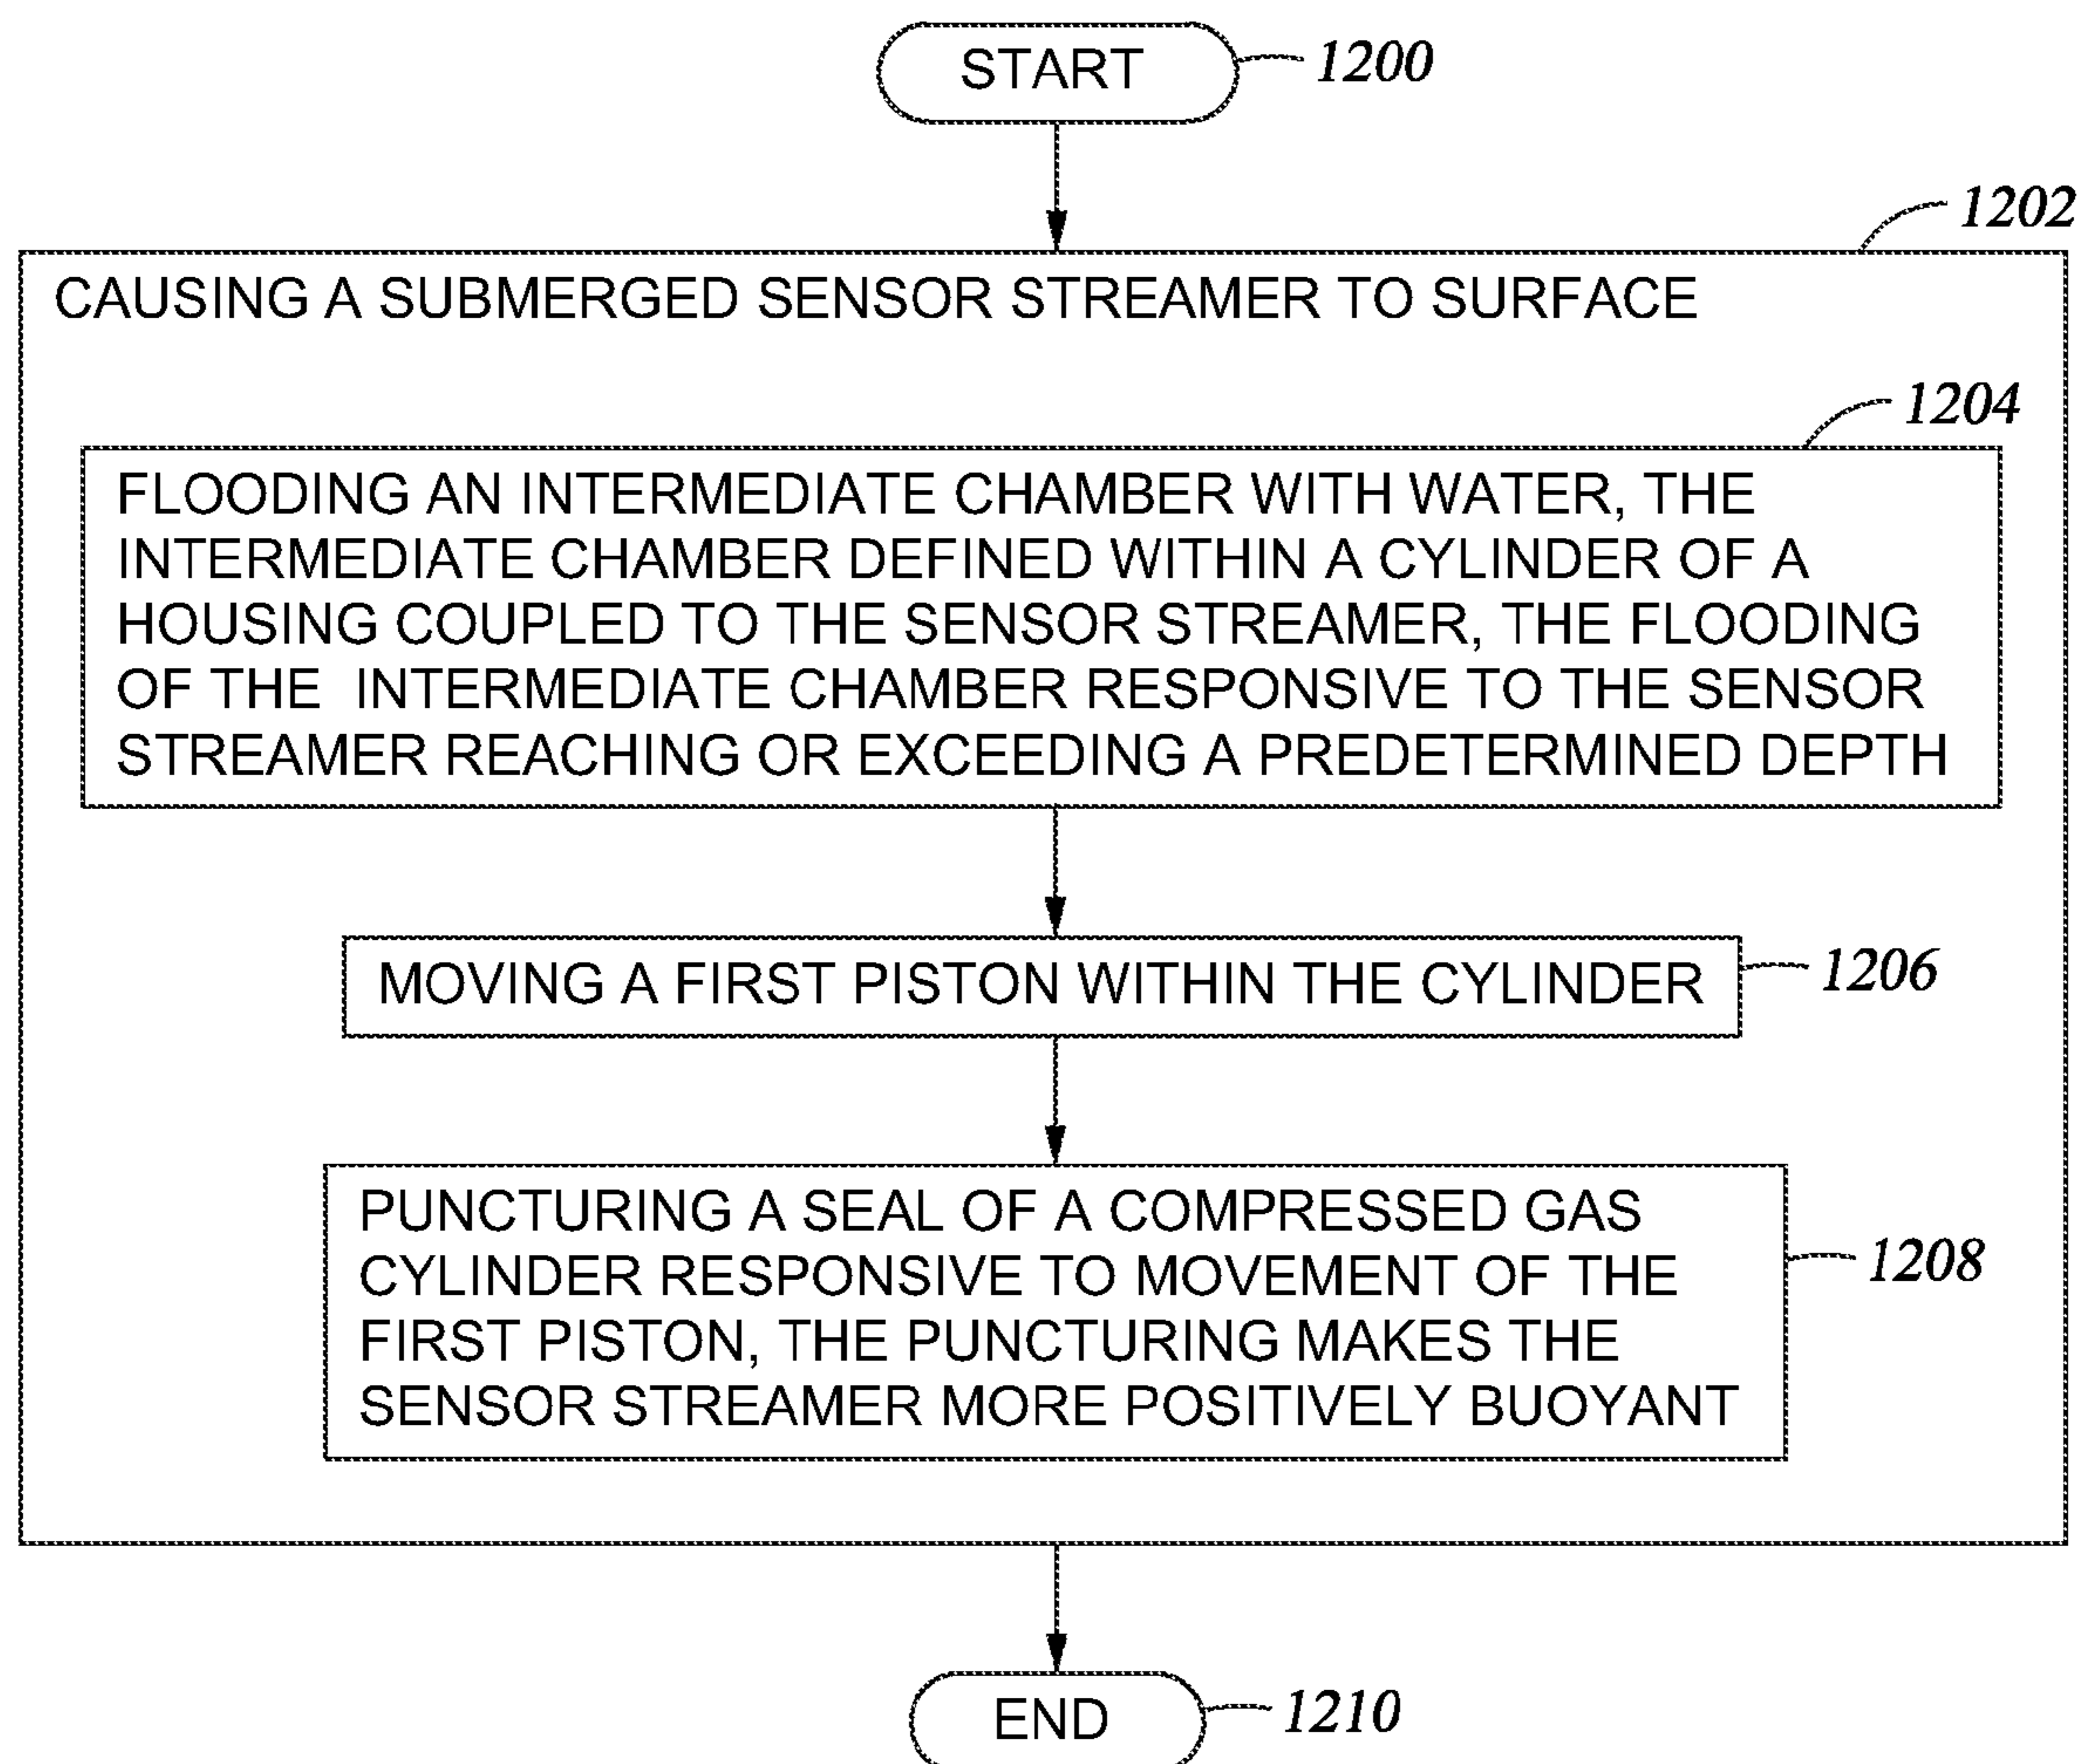 START
1200
1202
CAUSING A SUBMERGED SENSOR STREAMER TO SURFACE
1204
FLOODING AN INTERMEDIATE CHAMBER WITH WATER, THE
INTERMEDIATE CHAMBER DEFINED WITHIN A CYLINDER OF A
HOUSING COUPLED TO THE SENSOR STREAMER, THE FLOODING
OF THE INTERMEDIATE CHAMBER RESPONSIVE TO THE SENSOR
STREAMER REACHING OR EXCEEDING A PREDETERMINED DEPTH
MOVING A FIRST PISTON WITHIN THE CYLINDER
1206
PUNCTURING A SEAL OF A COMPRESSED GAS
CYLINDER RESPONSIVE TO MOVEMENT OF THE
FIRST PISTON, THE PUNCTURING MAKES THE
SENSOR STREAMER MORE POSITIVELY BUOYANT
1208
END
1210